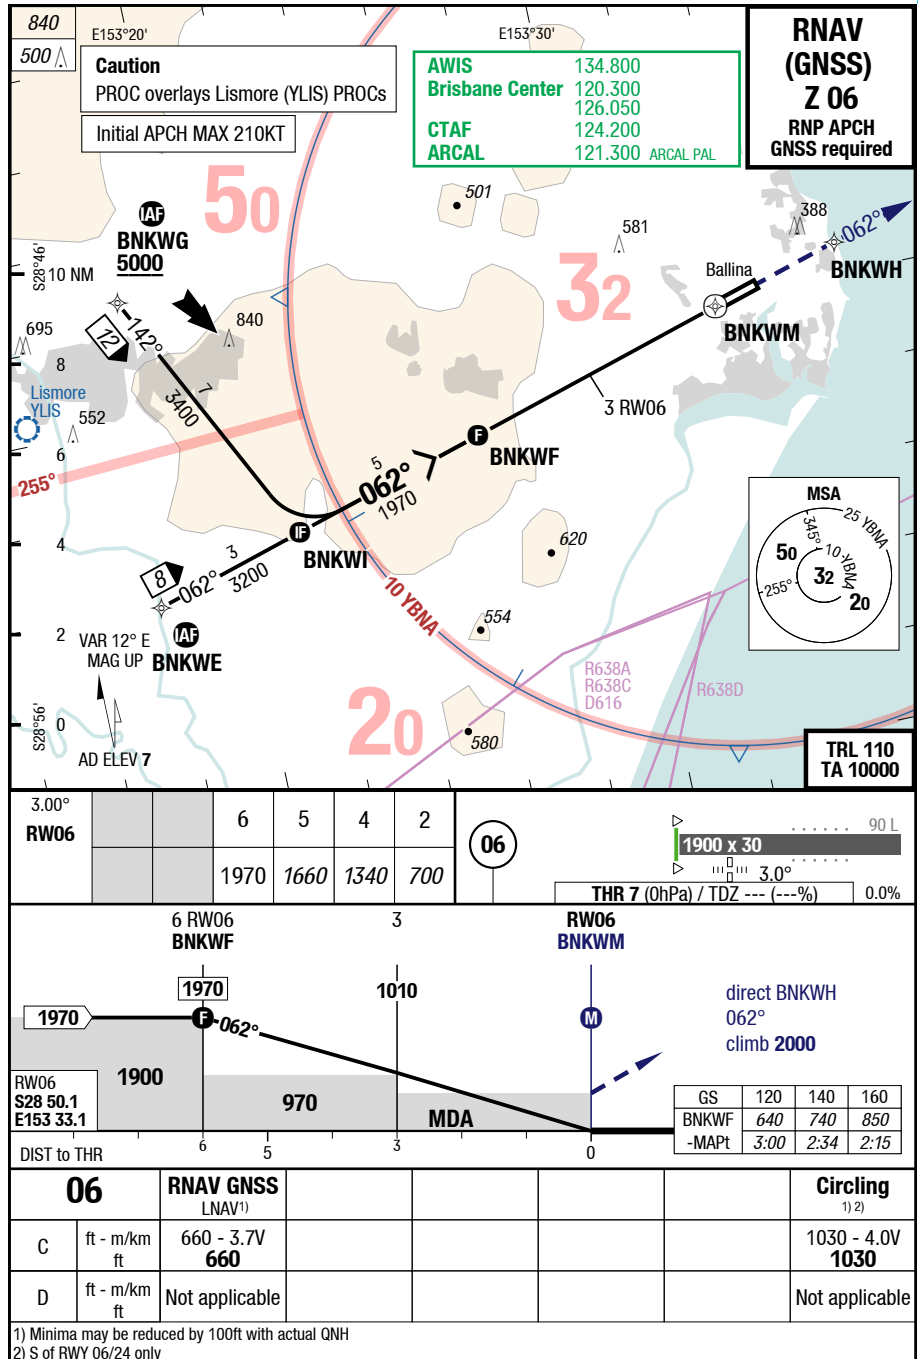 840
500
E153°20'
E153°30'
Caution
PROC overlays Lismore (YLIS) PROCs
Initial APCH MAX 210KT
AWIS 134.800
Brisbane Center 120.300
126.050
CTAF 124.200
ARCAL 121.300 ARCAL PAL
RNAV
(GNSS)
Z 06
RNP APCH
GNSS required
50
501
581
388
062°
IAF
BNKWG
5000
S28°46'
10 NM
32
Ballina
BNKWH
BNKWM
695
840
142°
12
8
7
3400
Lismore
YLIS
552
3 RW06
6
255°
F
BNKWF
5
062°
1970
MSA
345°
25 YBNA
50
10 YBNA
32
255°
20
4
IF
BNKWI
620
3
062°
3200
8
10 YBNA
554
2
IAF
BNKWE
VAR 12° E
MAG UP
R638A
R638C
D616
R638D
S28°56'
0
20
580
AD ELEV 7
TRL 110
TA 10000
3.00°
RW06
6 5 4 2
1970 1660 1340 700
06
90 L
1900 x 30
3.0°
THR 7 (0hPa) / TDZ --- (---%)
0.0%
6 RW06
BNKWF
3
RW06
BNKWM
1970
1010
1970
F
062°
M
direct BNKWH
062°
climb 2000
1900
970
MDA
RW06
S28 50.1
E153 33.1
GS 120 140 160
BNKWF 640 740 850
-MAPt 3:00 2:34 2:15
DIST to THR
6
5
3
0
06
RNAV GNSS
LNAV1)
Circling
1) 2)
C
ft - m/km
ft
660 - 3.7V
660
1030 - 4.0V
1030
D
ft - m/km
ft
Not applicable
Not applicable
1) Minima may be reduced by 100ft with actual QNH
2) S of RWY 06/24 only